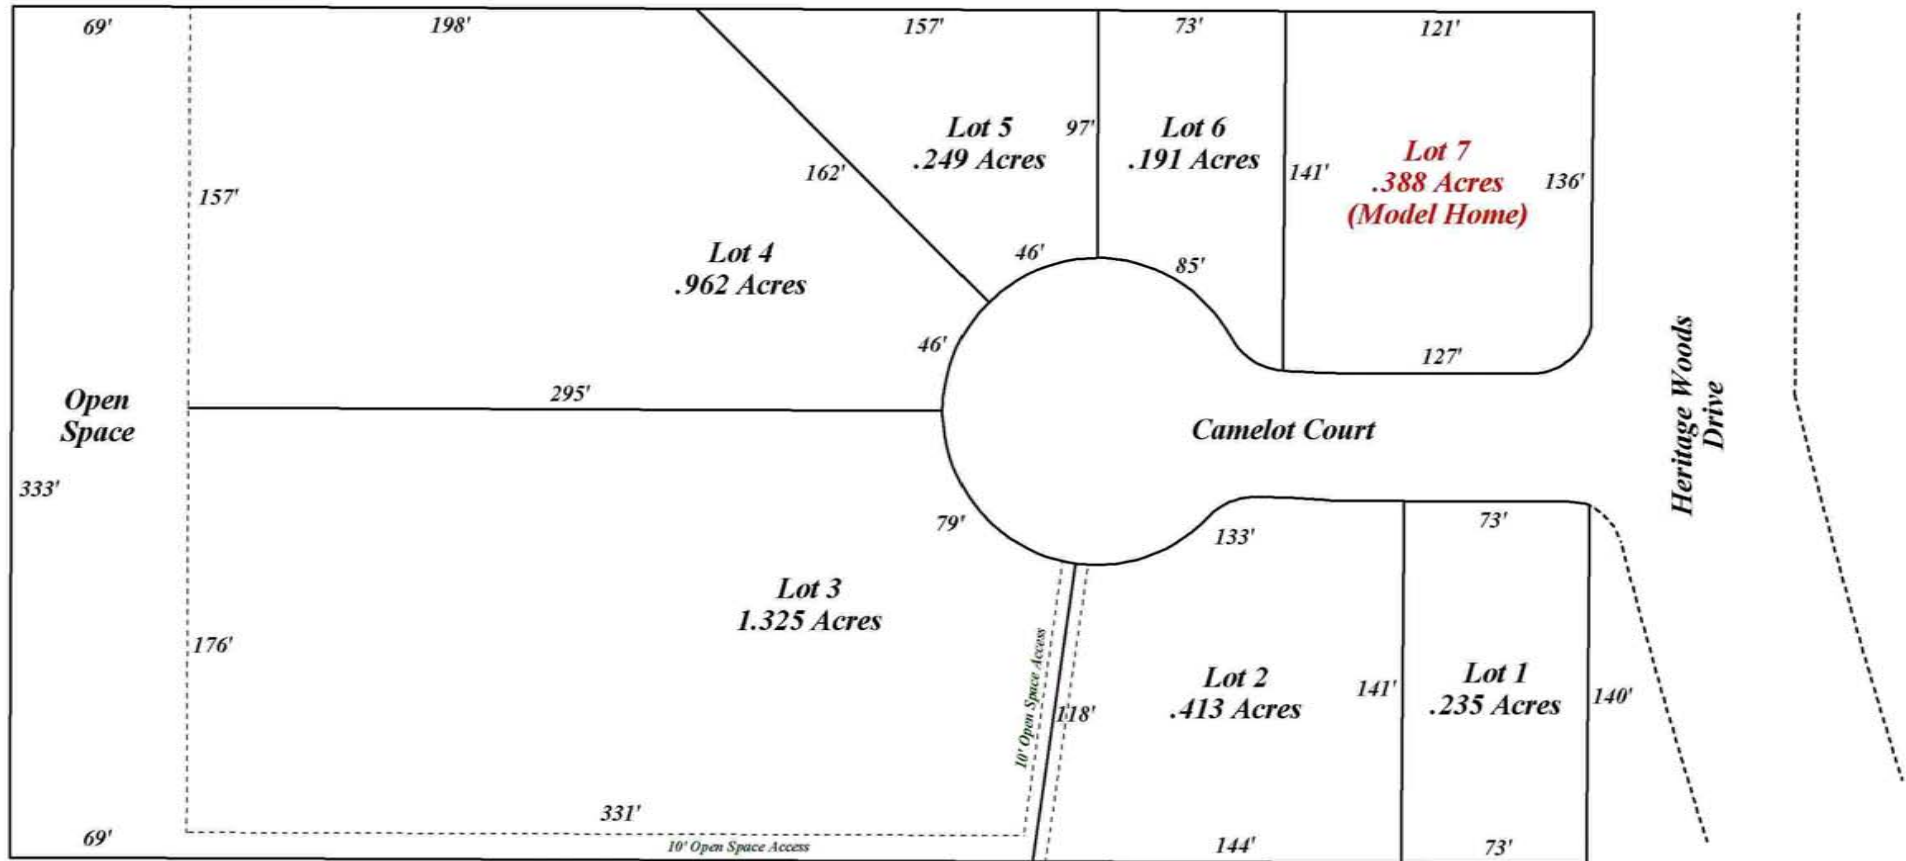 69'
198'
157'
73'
121'
Lot 5
.249 Acres
97'
Lot 6
.191 Acres
Lot 7
.388 Acres
(Model Home)
141'
136'
162'
157'
Lot 4
.962 Acres
46'
85'
46'
127'
295'
Open
Space
Camelot Court
Heritage Woods
Drive
333'
79'
133'
73'
Lot 3
1.325 Acres
176'
10' Open Space Access
118'
Lot 2
.413 Acres
141'
Lot 1
.235 Acres
140'
331'
69'
10' Open Space Access
144'
73'